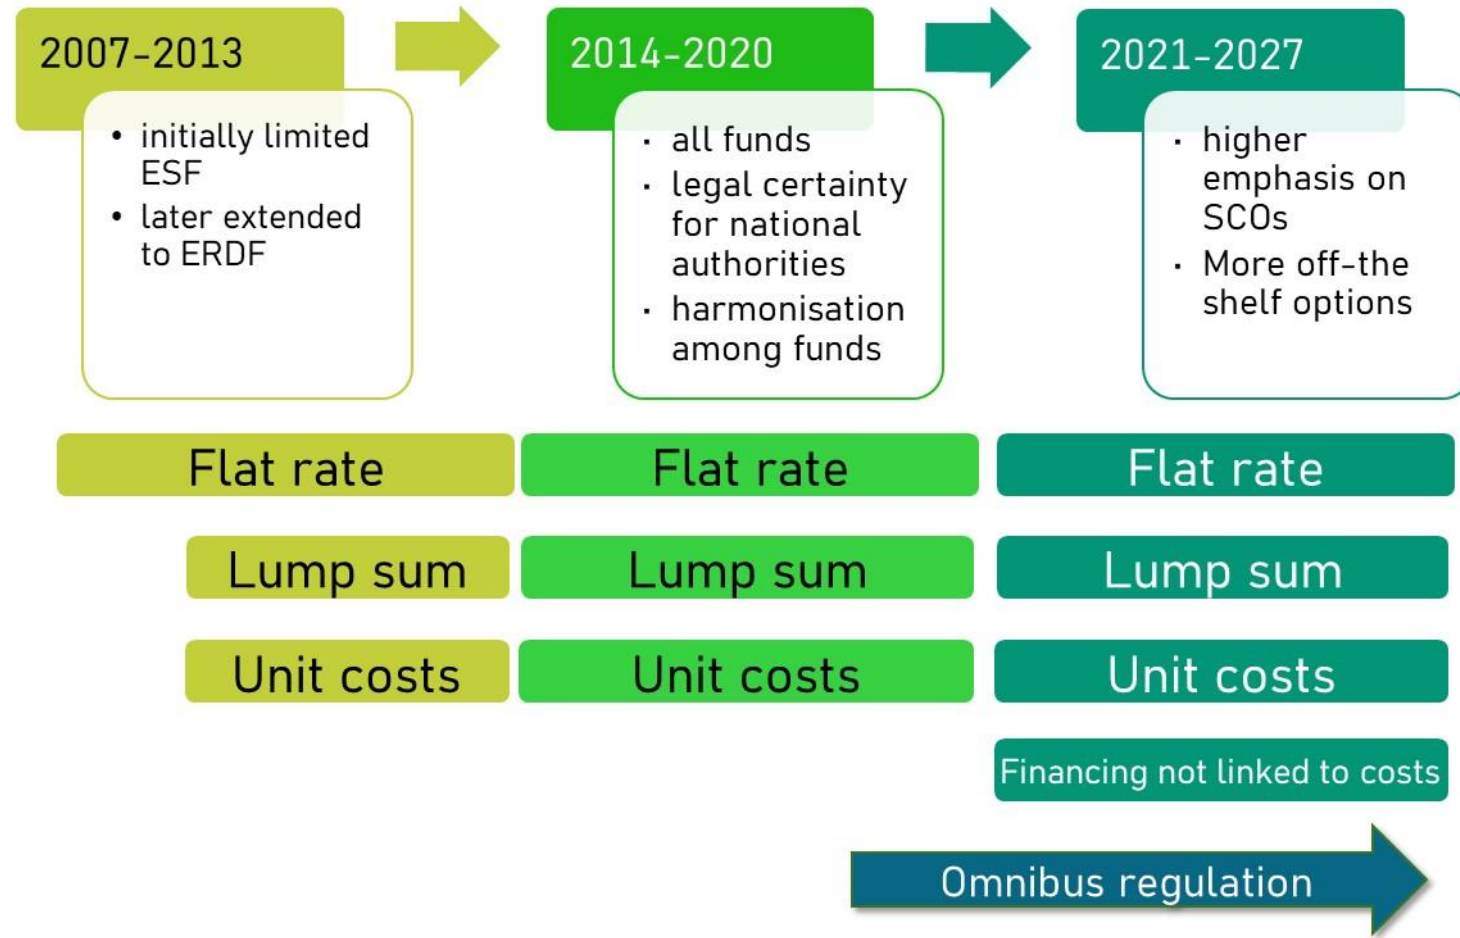 2007-2013
• initially limited
ESF
• later extended
to ERDF
2014-2020
· all funds
· legal certainty
for national
authorities
· harmonisation
among funds
2021-2027
· higher
emphasis on
SCOs
· More off-the
shelf options
Flat rate
Flat rate
Flat rate
Lump sum
Lump sum
Lump sum
Unit costs
Unit costs
Unit costs
Financing not linked to costs
Omnibus regulation